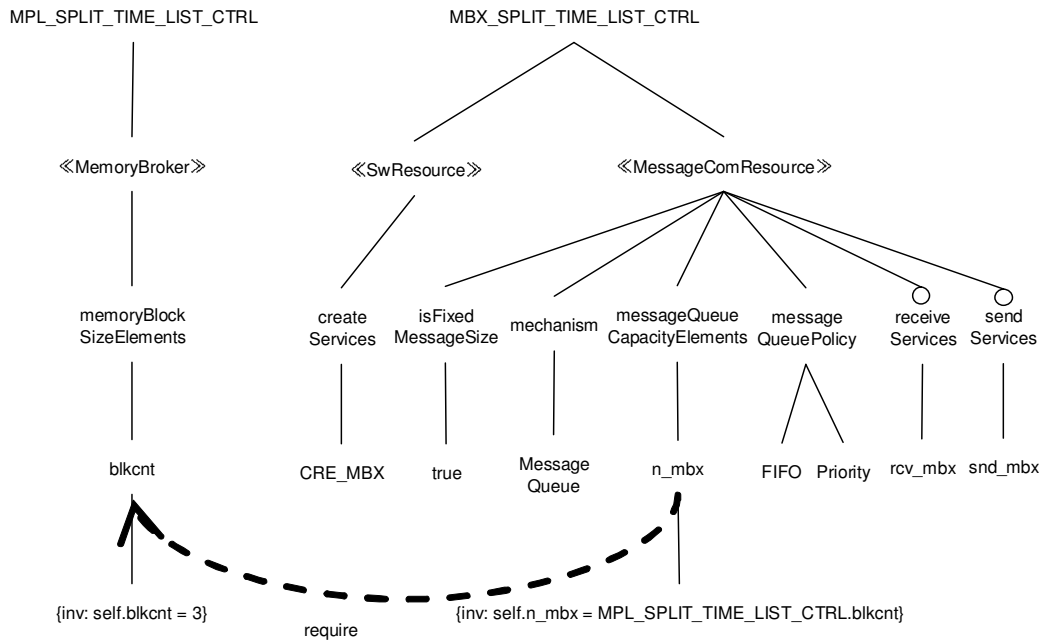 MPL_SPLIT_TIME_LIST_CTRL
MBX_SPLIT_TIME_LIST_CTRL
≪MemoryBroker≫
≪SwResource≫
≪MessageComResource≫
memoryBlock
SizeElements
create
Services
isFixed
MessageSize
mechanism
messageQueue
CapacityElements
message
QueuePolicy
receive
Services
send
Services
blkcnt
CRE_MBX
true
Message
Queue
n_mbx
FIFO
Priority
rcv_mbx
snd_mbx
{inv: self.blkcnt = 3}
{inv: self.n_mbx = MPL_SPLIT_TIME_LIST_CTRL.blkcnt}
require